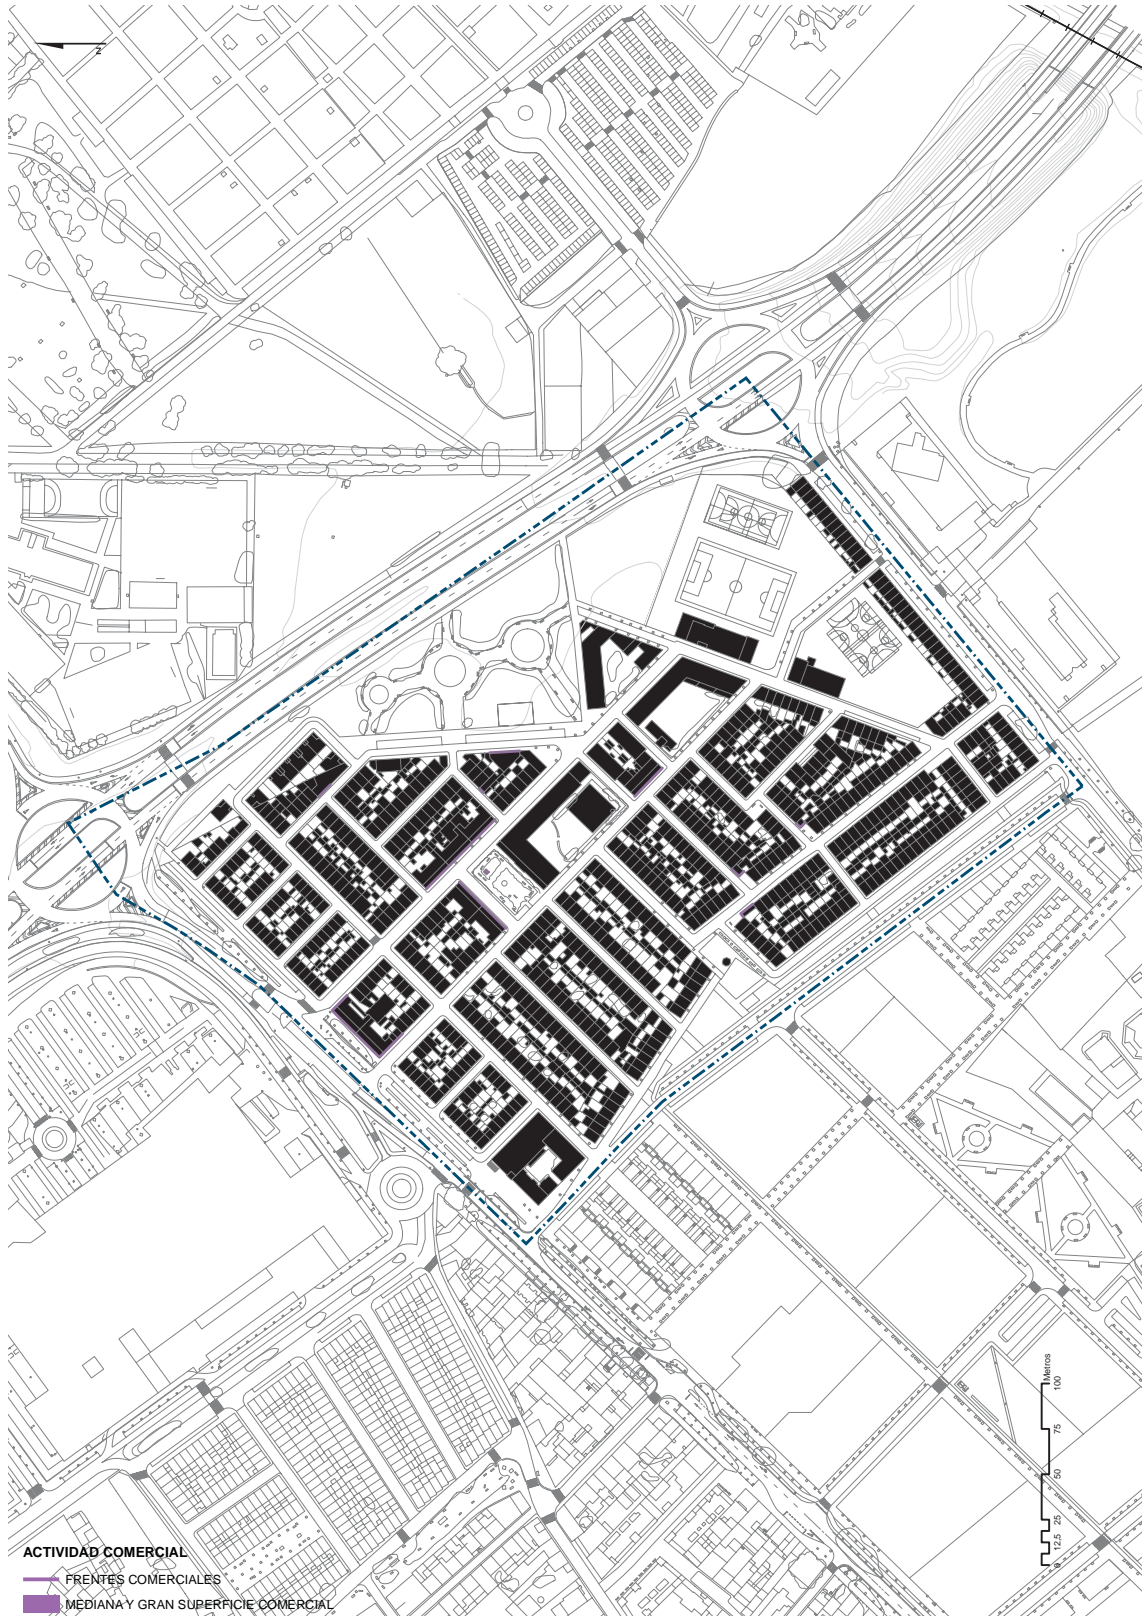 N
Metros
100
75
50
25
12,5
0
ACTIVIDAD COMERCIAL
FRENTES COMERCIALES
MEDIANA Y GRAN SUPERFICIE COMERCIAL